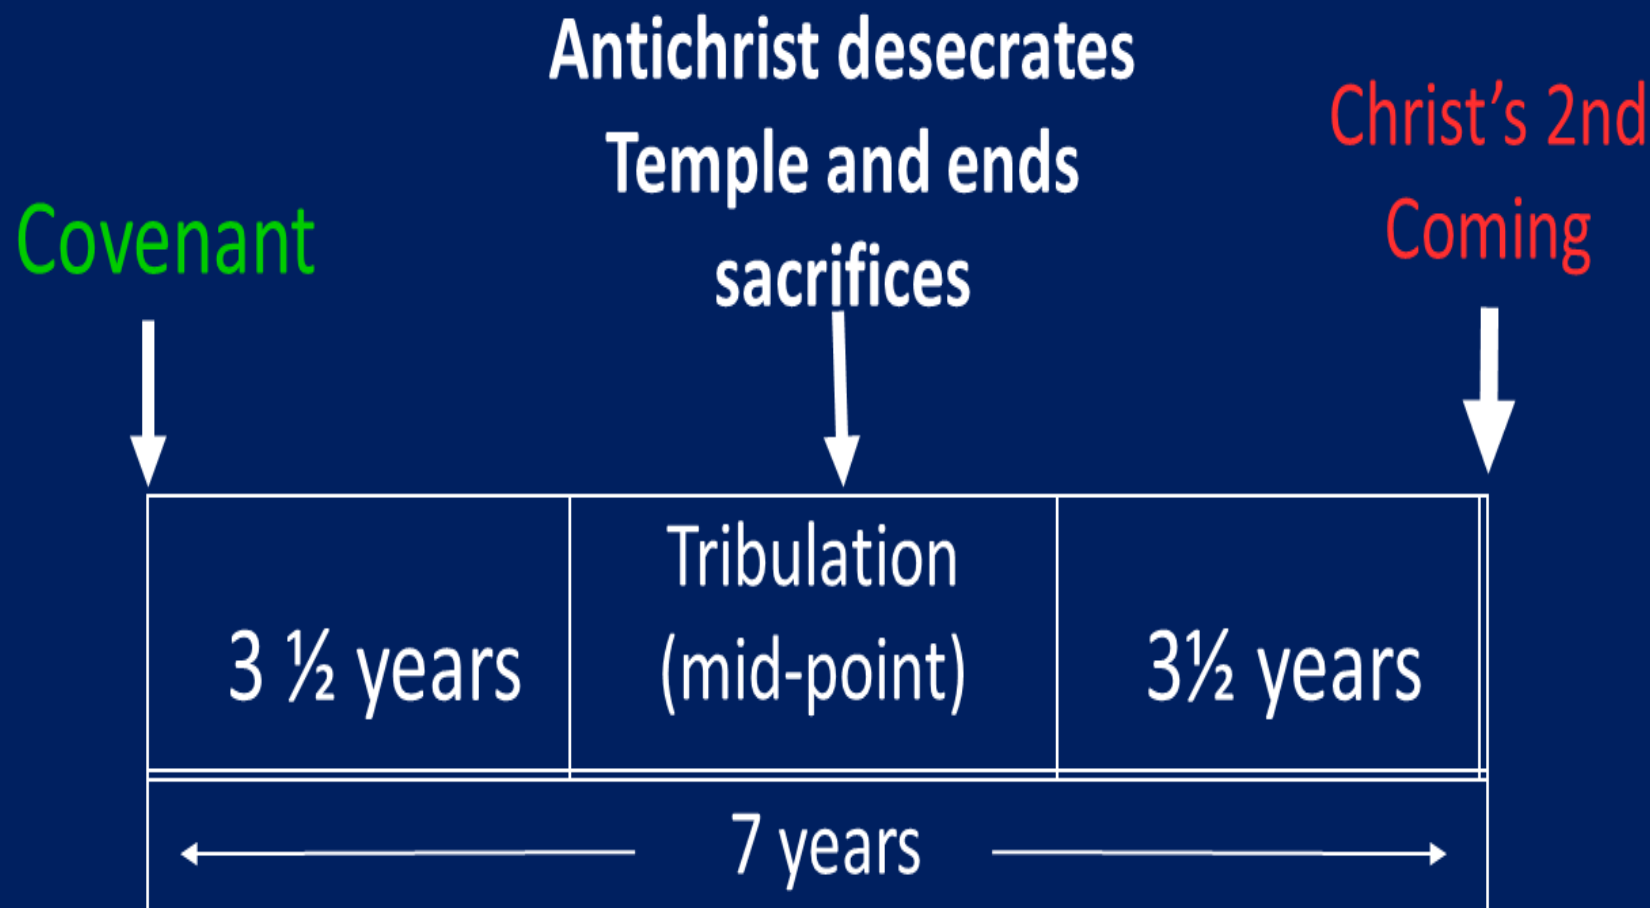 Antichrist desecrates
Temple and ends
sacrifices
Christ’s 2nd
Coming
Covenant
3 ½ years
Tribulation
(mid-point)
3½ years
7 years